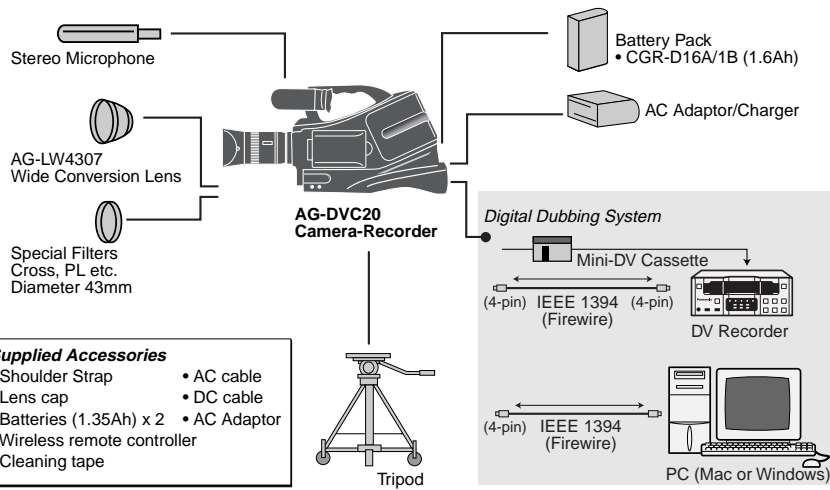 Stereo Microphone
AG-LW4307
Wide Conversion Lens
Special Filters
Cross, PL etc.
Diameter 43mm
AG-DVC20
Camera-Recorder
Battery Pack
• CGR-D16A/1B (1.6Ah)
AC Adaptor/Charger
Digital Dubbing System
Mini-DV Cassette
(4-pin) IEEE 1394 (4-pin)
(Firewire)
DV Recorder
(4-pin) IEEE 1394
(Firewire)
PC (Mac or Windows)
Tripod
upplied Accessories
Shoulder Strap • AC cable
Lens cap • DC cable
Batteries (1.35Ah) x 2 • AC Adaptor
Wireless remote controller
Cleaning tape